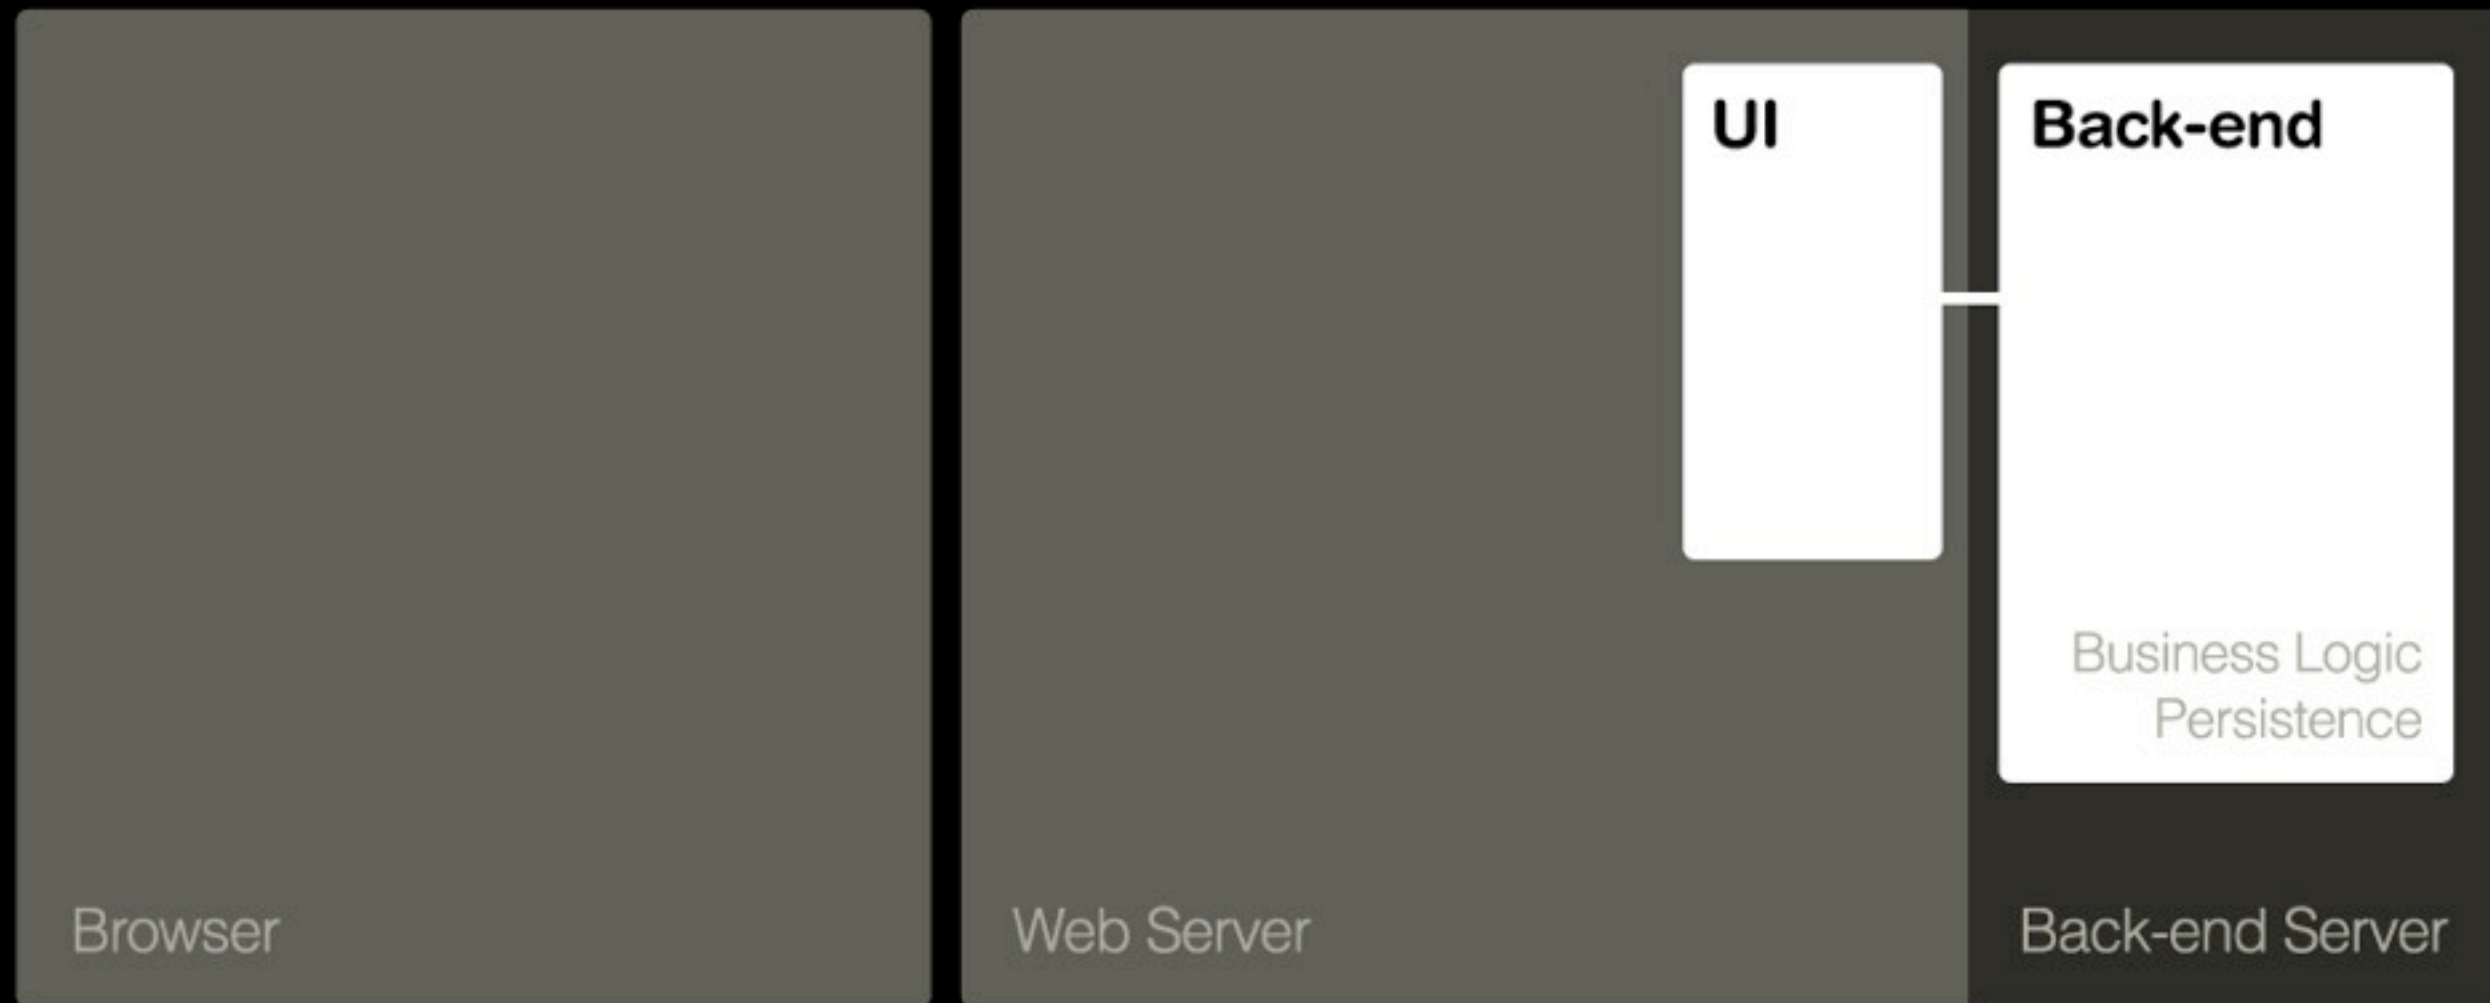 UI
Back-end
Business Logic
Persistence
Browser
Web Server
Back-end Server